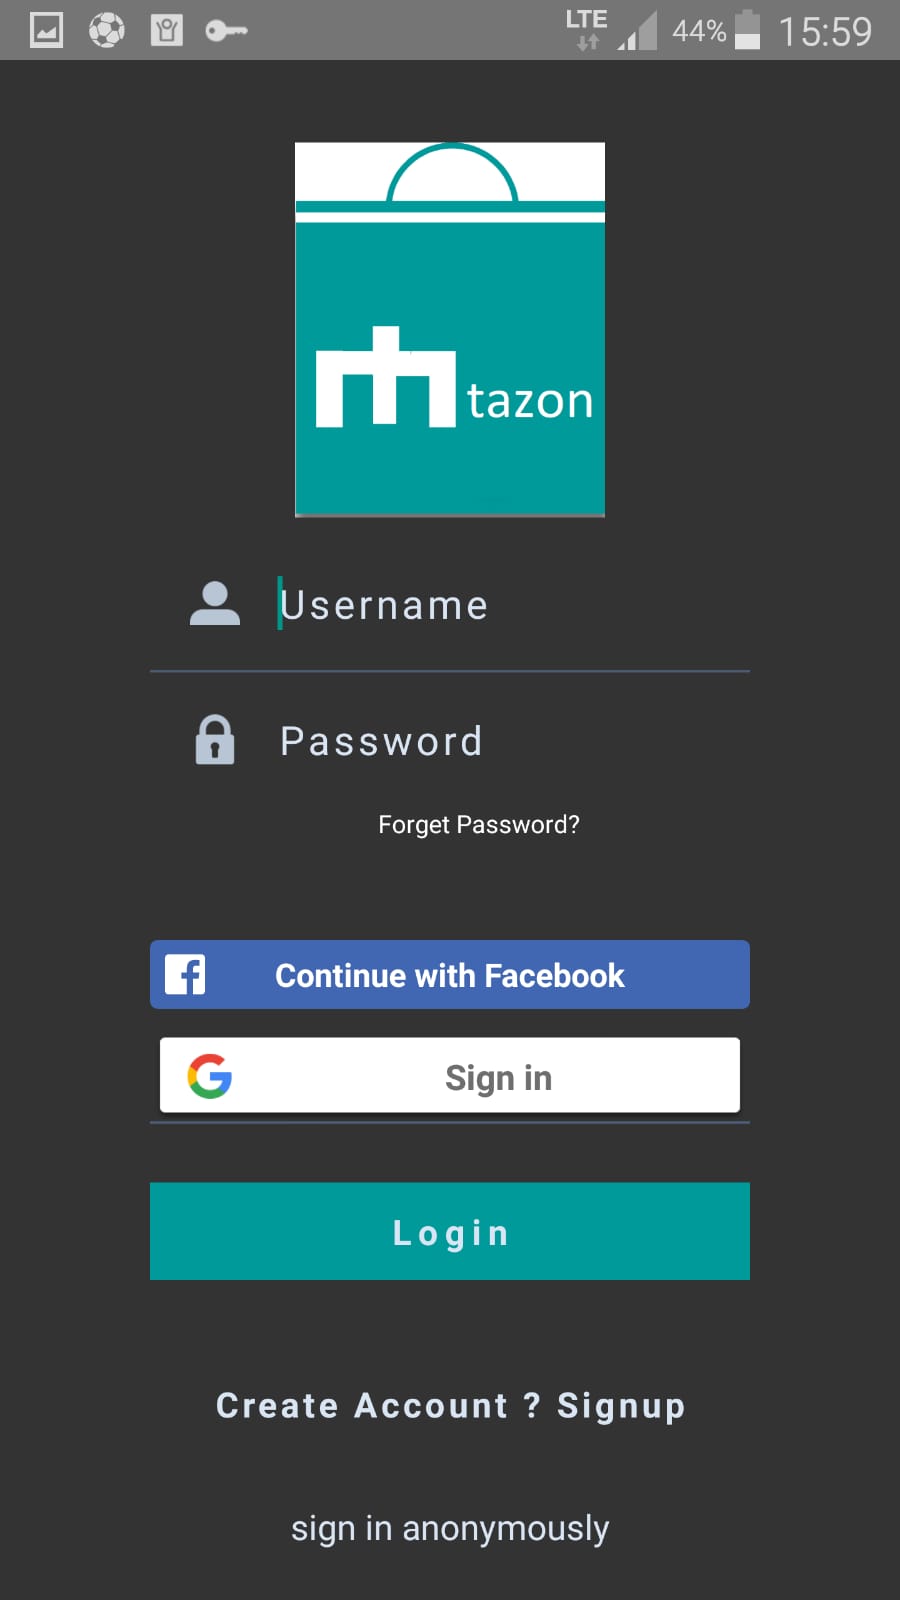 LTE 44% 15:59
mtazon
Username
Password
Forget Password?
Continue with Facebook
Sign in
Login
Create Account ? Signup
sign in anonymously